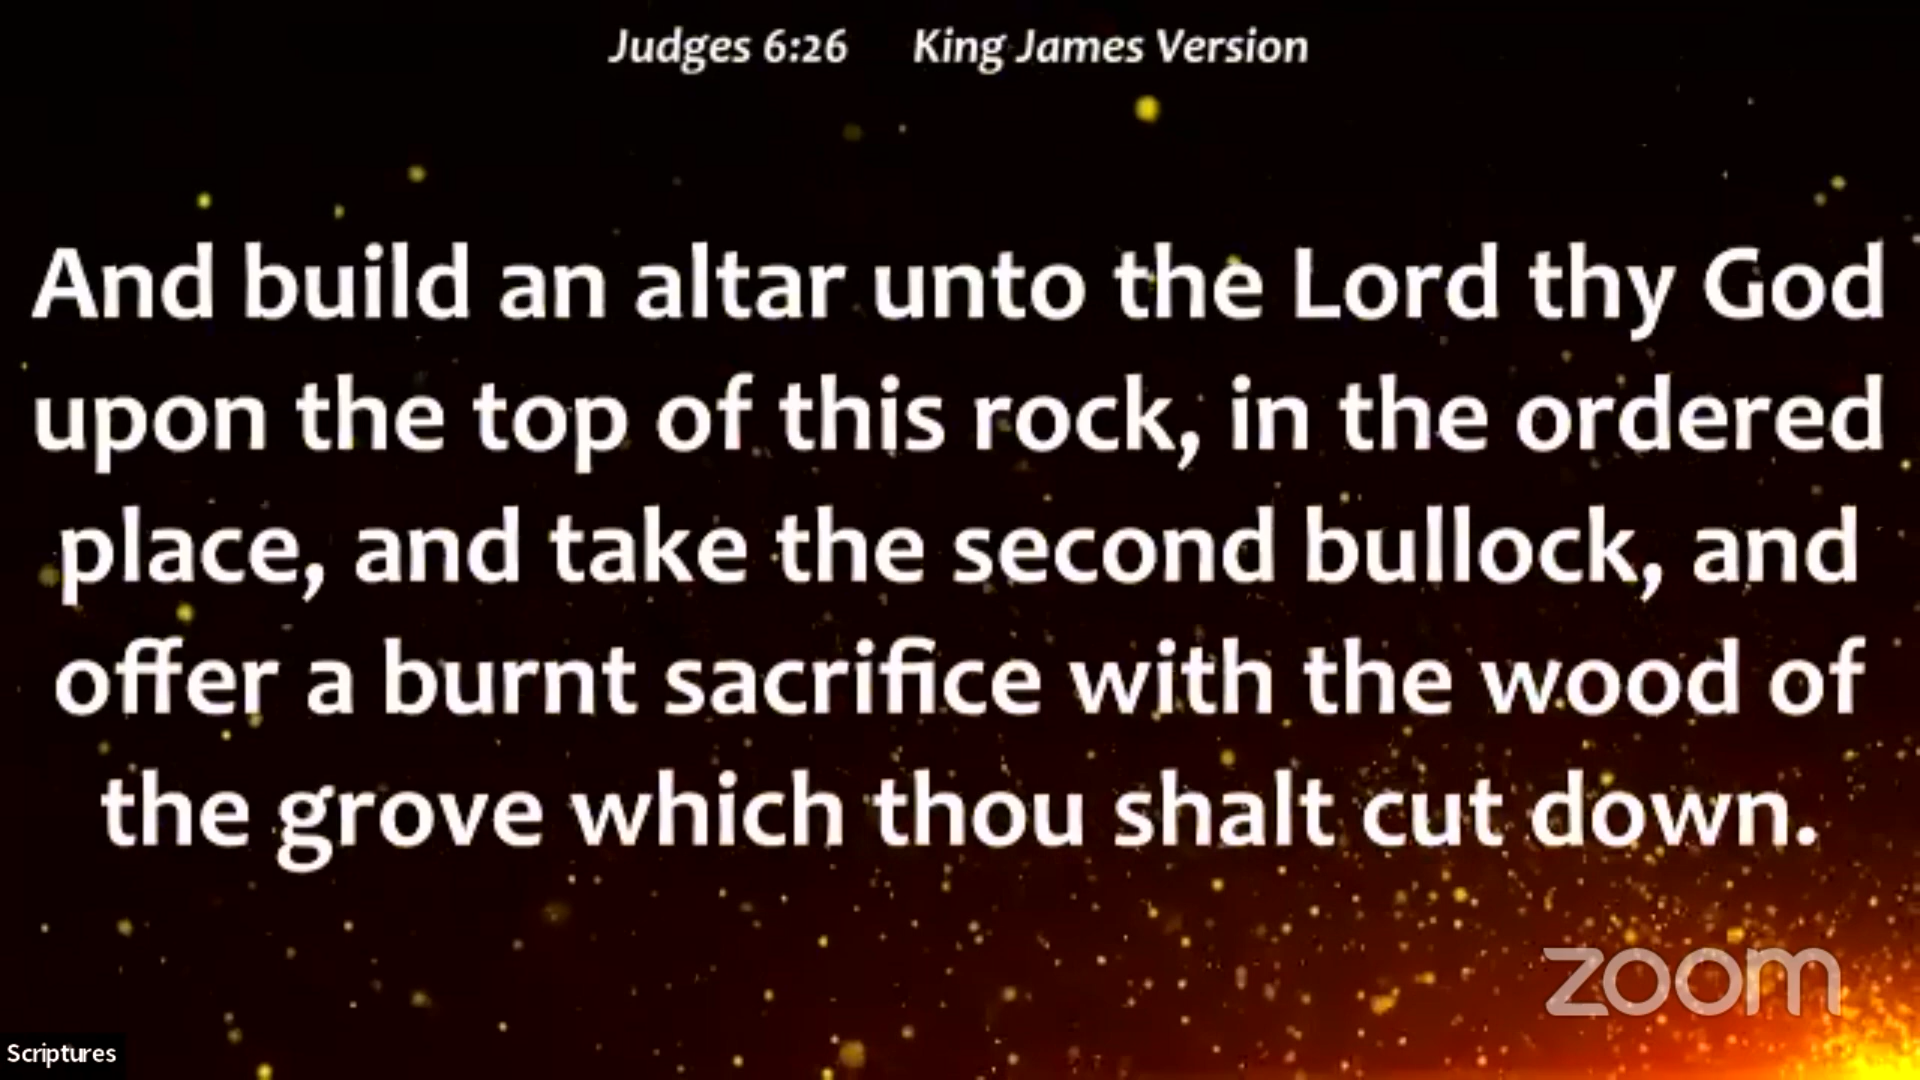 Judges 6:26 King James Version
And build an altar unto the Lord thy God
upon the top of this rock, in the ordered
place, and take the second bullock, and
offer a burnt sacrifice with the wood of
the grove which thou shalt cut down.
zoom
Scriptures